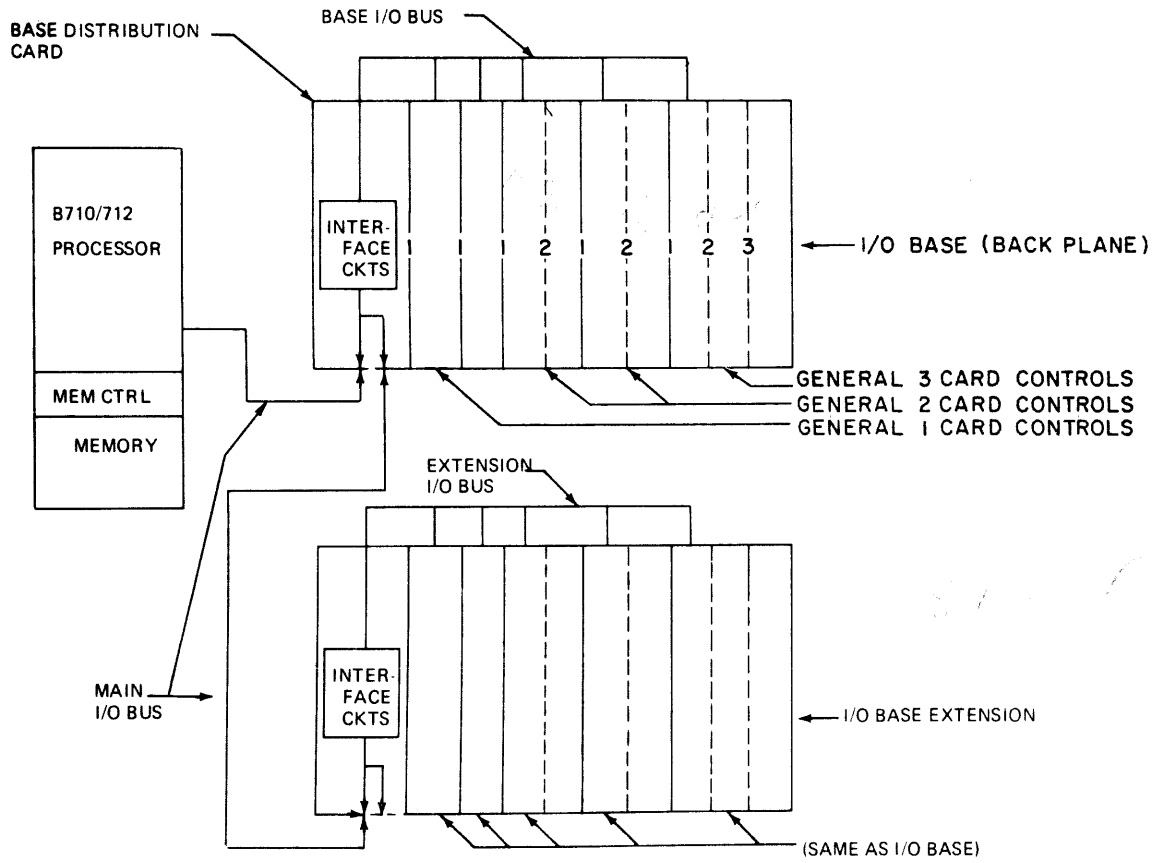 BASE I/O BUS
BASE DISTRIBUTION
CARD
B710/712
PROCESSOR
MEM CTRL
MEMORY
INTER-
FACE
CKTS
1 1 1 2 1 2 1 2 3
I/O BASE (BACK PLANE)
GENERAL 3 CARD CONTROLS
GENERAL 2 CARD CONTROLS
GENERAL 1 CARD CONTROLS
EXTENSION
I/O BUS
INTER-
FACE
CKTS
MAIN
I/O BUS
I/O BASE EXTENSION
(SAME AS I/O BASE)